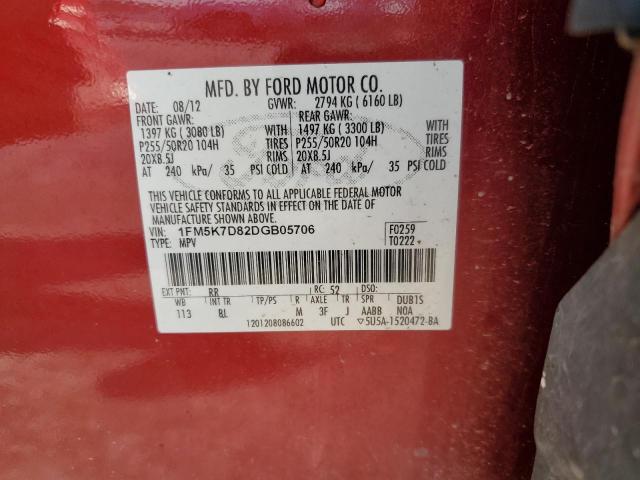 MFD. BY FORD MOTOR CO.
DATE: 08/12 GVWR: 2794 KG ( 6160 LB)
FRONT GAWR: REAR GAWR:
1397 KG ( 3080 LB) WITH 1497 KG ( 3300 LB) WITH
P255/50R20 104H TIRES P255/50R20 104H TIRES
20X8.5J RIMS 20X8.5J RIMS
AT 240 kPa/ 35 PSI COLD AT 240 kPa/ 35 PSI COLD
THIS VEHICLE CONFORMS TO ALL APPLICABLE FEDERAL MOTOR
VEHICLE SAFETY STANDARDS IN EFFECT ON THE DATE OF
MANUFACTURE SHOWN ABOVE.
VIN: 1FM5K7D82DGB05706 F0259
TYPE: MPV T0222
EXT PNT: RR RC: 52 DSO:
WB INT TR TP/PS R AXLE TR SPR DUB1S
113 BL M 3F J AABB N0A
1201208086602 UTC 5U5A-1520472-BA